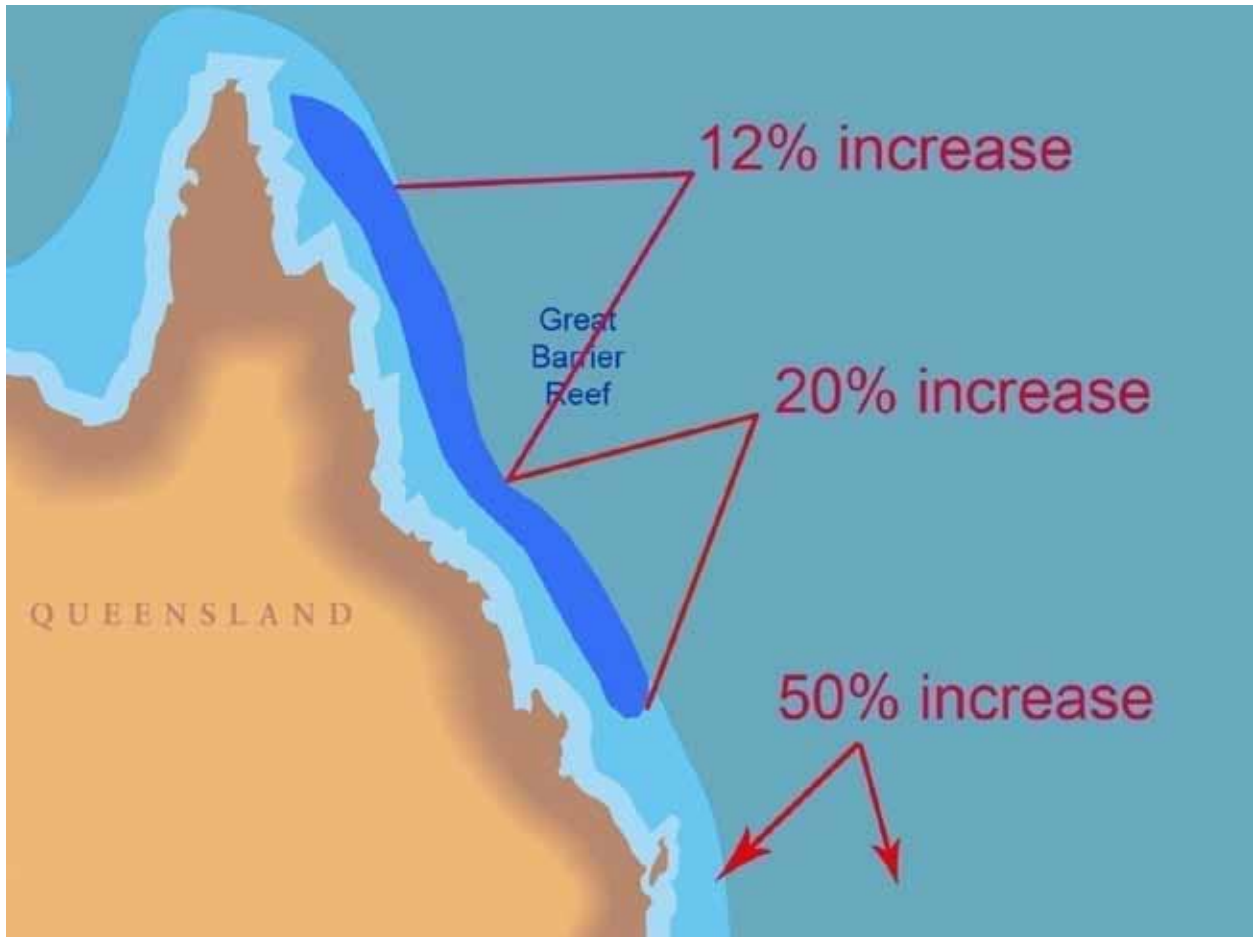 12% increase
Great
Barrier
Reef
20% increase
QUEENSLAND
50% increase